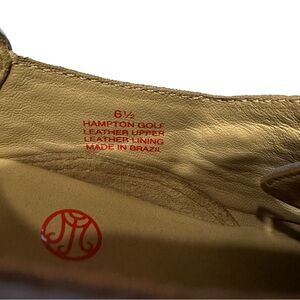 6½
HAMPTON GOLF
LEATHER UPPER
LEATHER LINING
MADE IN BRAZIL